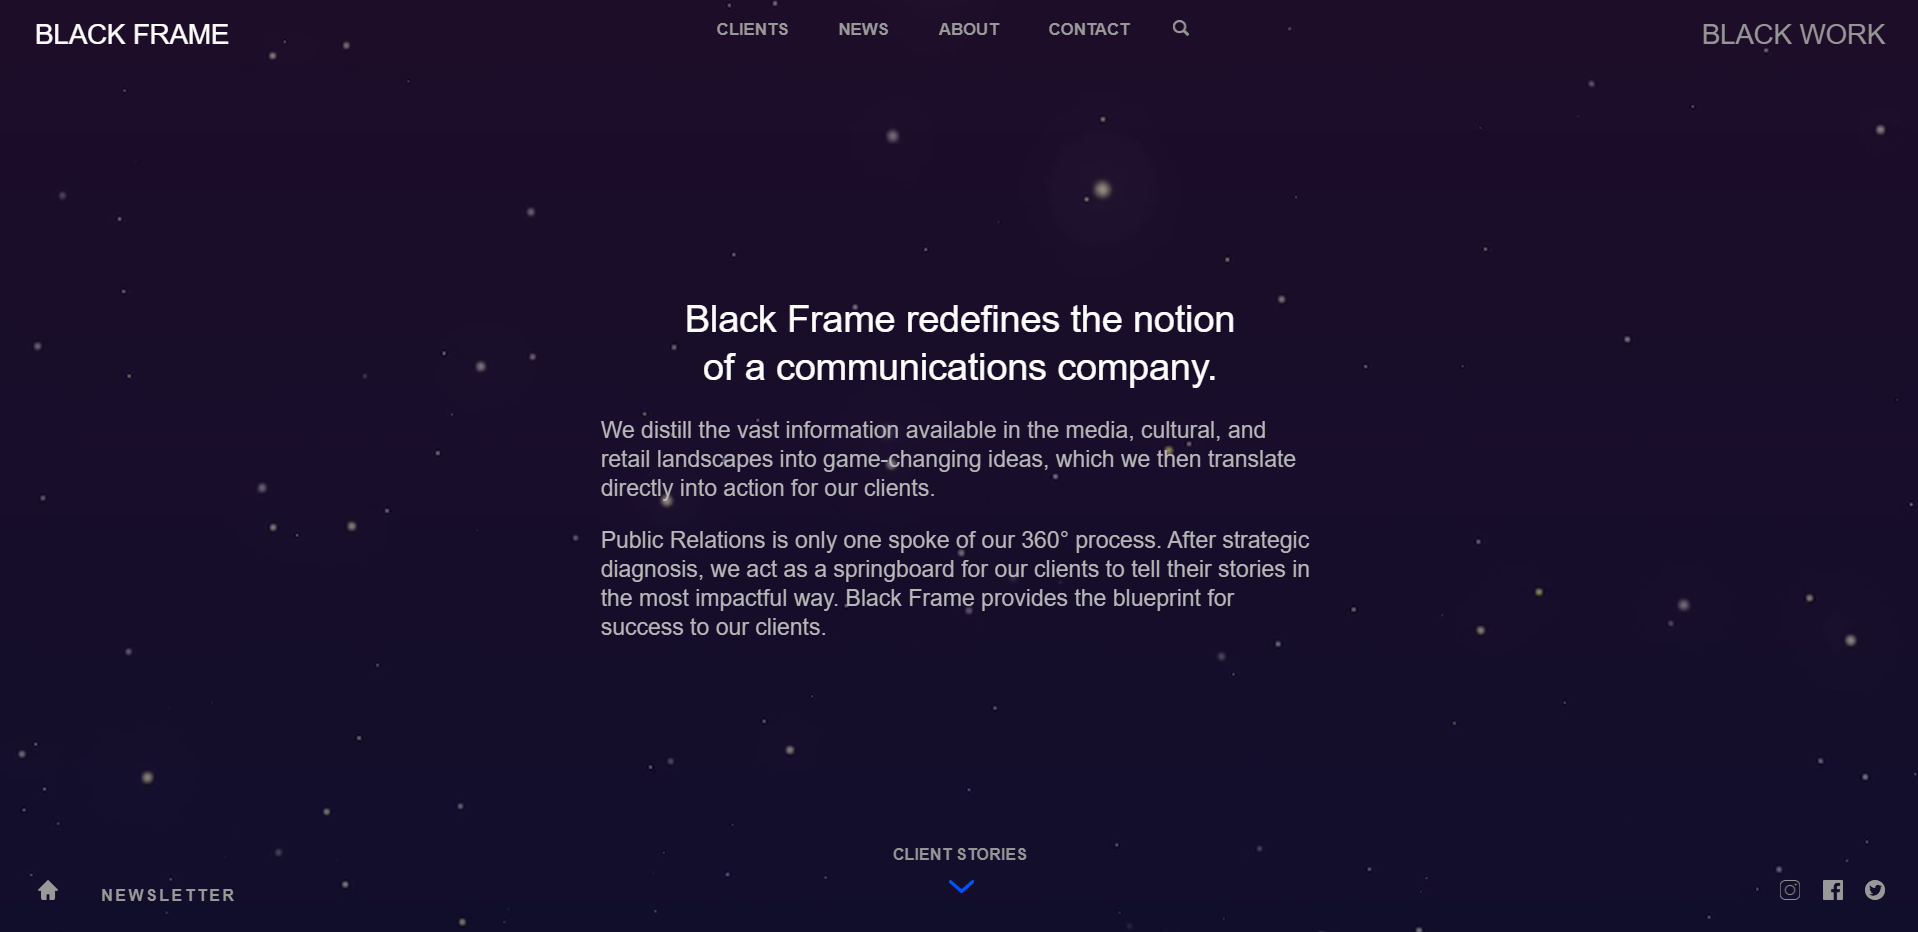 BLACK FRAME
CLIENTS
NEWS
ABOUT
CONTACT
BLACK WORK
Black Frame redefines the notion
of a communications company.
We distill the vast information available in the media, cultural, and
retail landscapes into game-changing ideas, which we then translate
directly into action for our clients.
Public Relations is only one spoke of our 360° process. After strategic
diagnosis, we act as a springboard for our clients to tell their stories in
the most impactful way. Black Frame provides the blueprint for
success to our clients.
CLIENT STORIES
NEWSLETTER